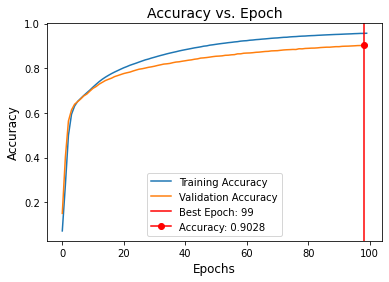 Accuracy vs. Epoch
1.0
0.8
0.6
0.4
0.2
Accuracy
Training Accuracy
Validation Accuracy
Best Epoch: 99
Accuracy: 0.9028
0 20 40 60 80 100
Epochs